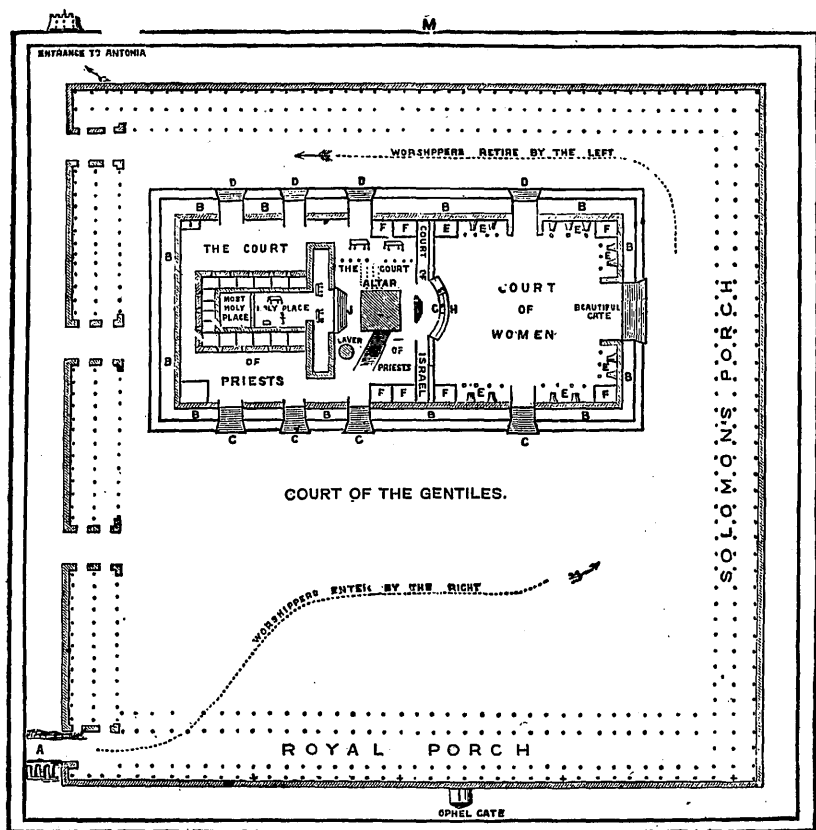 M
ENTRANCE TO ANTONIA
WORSHIPPERS RETIRE BY THE LEFT
D D D D
B B B B
F F F E E F
THE COURT
COURT OF ISRAEL
THE COURT
ALTAR
B
E
B
COURT
OF
WOMEN
MOST HOLY PLACE
HOLY PLACE
J
G H
BEAUTIFUL GATE
LAVER
OF PRIESTS
OF
PRIESTS
B
E
B
F F F E E F
B B B B
C C C C
SOLOMON'S PORCH
COURT OF THE GENTILES.
WORSHIPPERS ENTER BY THE RIGHT
A
ROYAL PORCH
OPHEL GATE